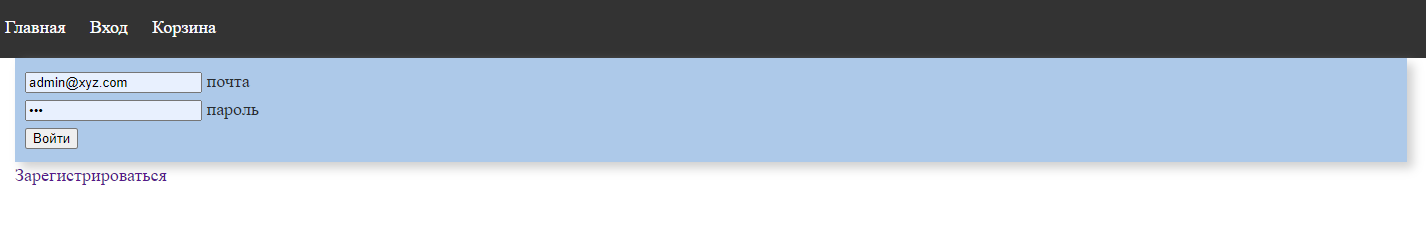 Главная Вход Корзина
admin@xyz.com почта
••• пароль
Войти
Зарегистрироваться